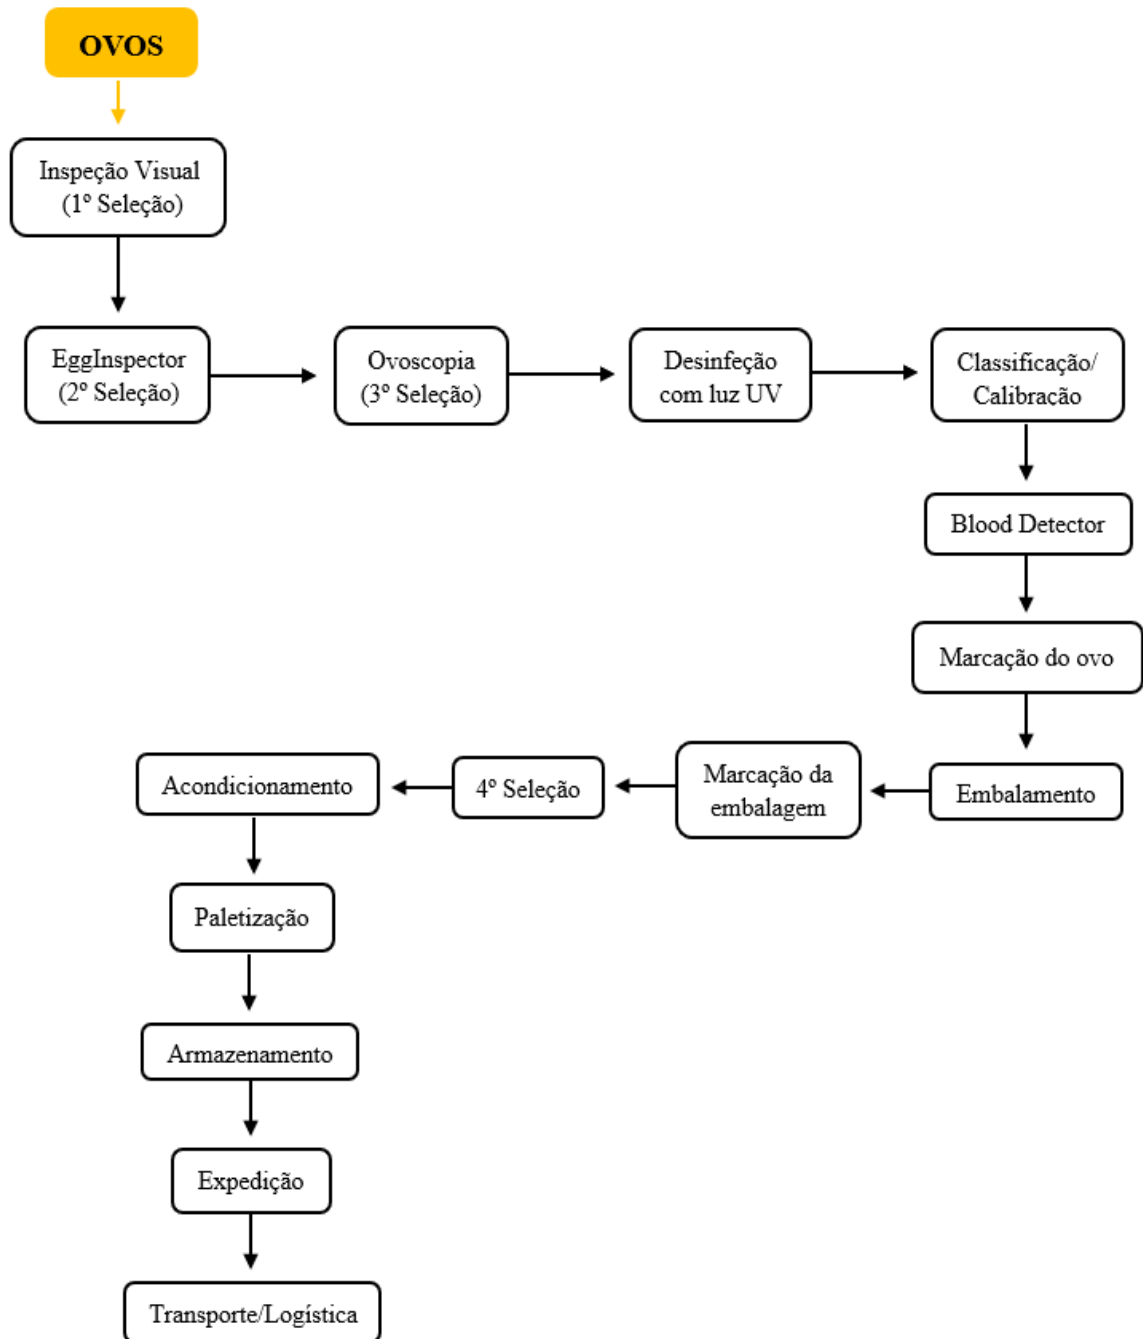 OVOS
Inspeção Visual
(1º Seleção)
EggInspector
(2º Seleção)
Ovoscopia
(3º Seleção)
Desinfeção
com luz UV
Classificação/
Calibração
Blood Detector
Marcação do ovo
Embalamento
Marcação da
embalagem
4º Seleção
Acondicionamento
Paletização
Armazenamento
Expedição
Transporte/Logística